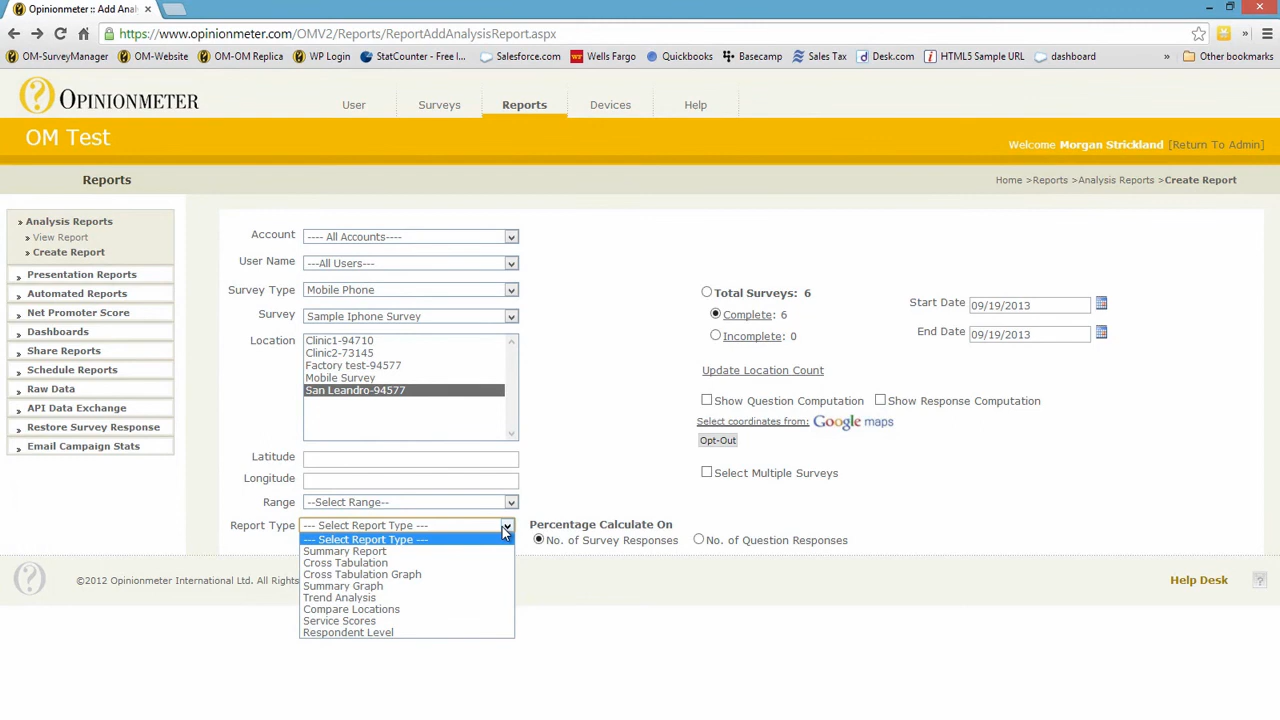 Opinionmeter :: Add Anal
https://www.opinionmeter.com/OMV2/Reports/ReportAddAnalysisReport.aspx
OM-SurveyManager OM-Website OM-OM Replica WP Login StatCounter - Free I... Salesforce.com Wells Fargo Quickbooks Basecamp Sales Tax Desk.com HTML5 Sample URL dashboard » Other bookmarks
OPINIONMETER
User Surveys Reports Devices Help
OM Test
Welcome Morgan Strickland [Return To Admin]
Reports
Home >Reports >Analysis Reports >Create Report
Analysis Reports
View Report
Create Report
Presentation Reports
Automated Reports
Net Promoter Score
Dashboards
Share Reports
Schedule Reports
Raw Data
API Data Exchange
Restore Survey Response
Email Campaign Stats
Account ---- All Accounts----
User Name ---All Users---
Survey Type Mobile Phone
Survey Sample Iphone Survey
Location
Clinic1-94710
Clinic2-73145
Factory test-94577
Mobile Survey
San Leandro-94577
Latitude
Longitude
Range --Select Range--
Report Type --- Select Report Type ---
--- Select Report Type ---
Summary Report
Cross Tabulation
Cross Tabulation Graph
Summary Graph
Trend Analysis
Compare Locations
Service Scores
Respondent Level
Total Surveys: 6
Complete: 6
Incomplete: 0
Start Date 09/19/2013
End Date 09/19/2013
Update Location Count
Show Question Computation Show Response Computation
Select coordinates from: Google maps
Opt-Out
Select Multiple Surveys
Percentage Calculate On
No. of Survey Responses No. of Question Responses
©2012 Opinionmeter International Ltd. All Rights
Help Desk ?